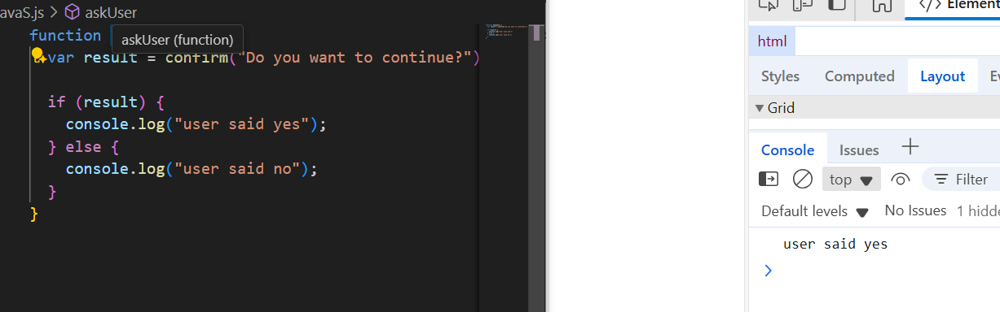 avaS.js > askUser
function
askUser (function)
var result = confirm("Do you want to continue?")
if (result) {
console.log("user said yes");
} else {
console.log("user said no");
}
}
Element
html
Styles Computed Layout Ev
Grid
Console Issues
top Filter
Default levels No Issues 1 hidde
user said yes